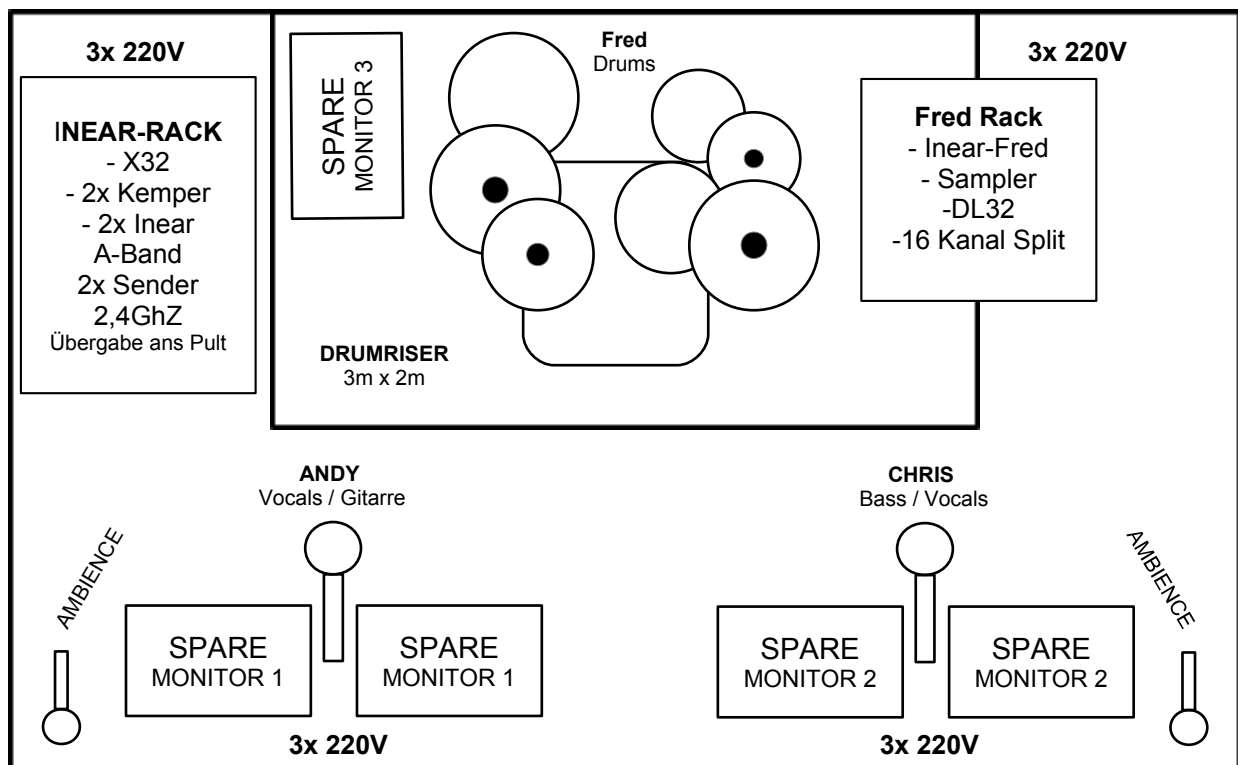 3x 220V
INEAR-RACK
- X32
- 2x Kemper
- 2x Inear
A-Band
2x Sender
2,4GhZ
Übergabe ans Pult
SPARE
MONITOR 3
Fred
Drums
DRUMRISER
3m x 2m
3x 220V
Fred Rack
- Inear-Fred
- Sampler
-DL32
-16 Kanal Split
ANDY
Vocals / Gitarre
CHRIS
Bass / Vocals
AMBIENCE
SPARE
MONITOR 1
SPARE
MONITOR 1
3x 220V
SPARE
MONITOR 2
SPARE
MONITOR 2
3x 220V
AMBIENCE